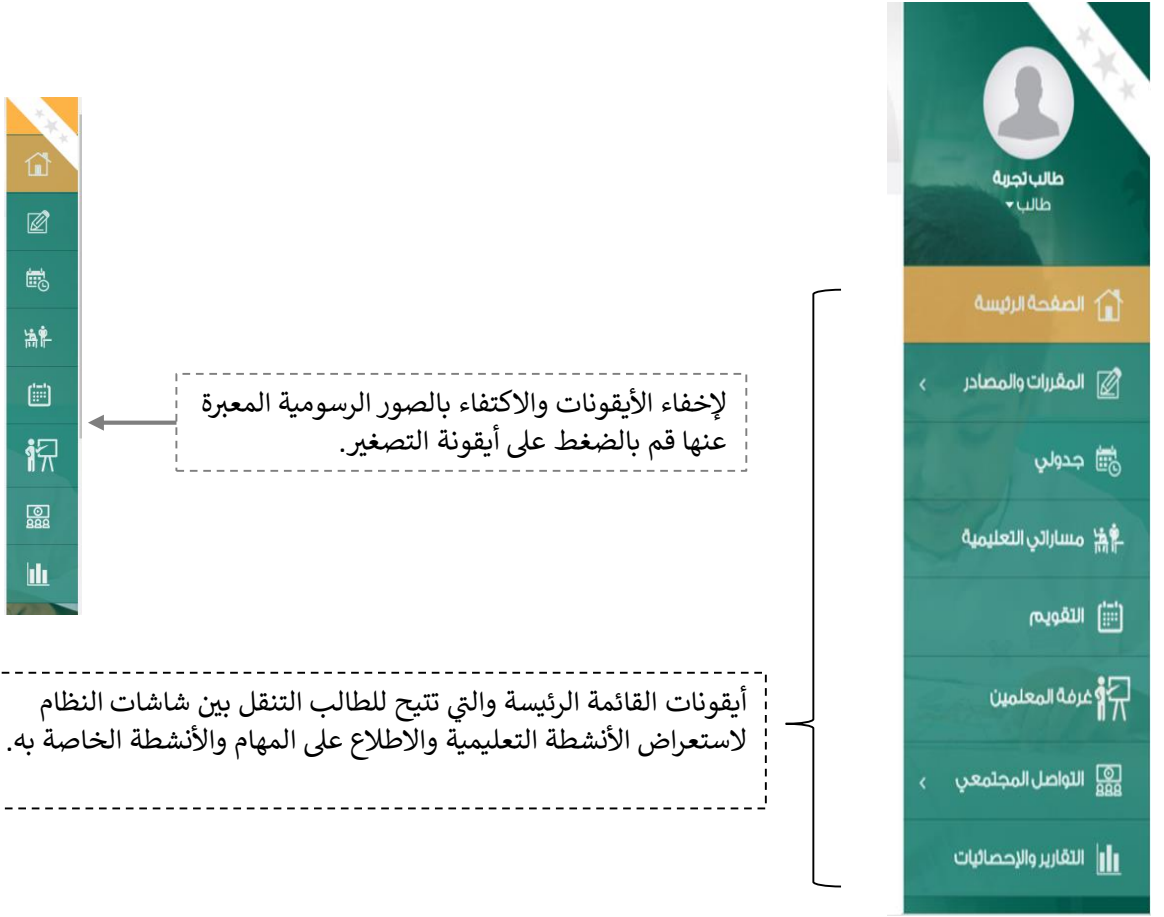 طالب تجربة
طالب
الصفحة الرئيسة
المقررات والمصادر
جدولي
مساراتي التعليمية
التقويم
غرفة المعلمين
التواصل المجتمعي
التقارير والإحصائيات
لإخفاء الأيقونات والاكتفاء بالصور الرسومية المعبرة
عنها قم بالضغط على أيقونة التصغير.
أيقونات القائمة الرئيسة والتي تتيح للطالب التنقل بين شاشات النظام
لاستعراض الأنشطة التعليمية والاطلاع على المهام والأنشطة الخاصة به.